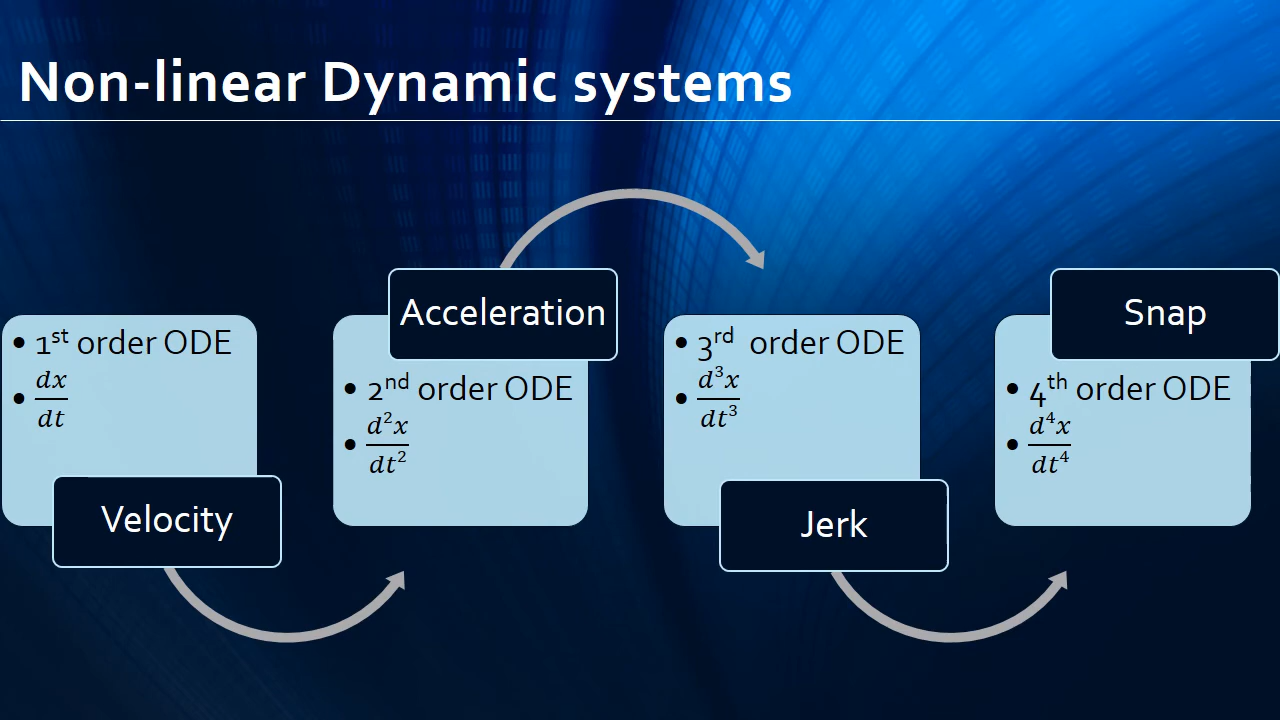 Non-linear Dynamic systems
• 1st order ODE
• dx/dt
Velocity
Acceleration
• 2nd order ODE
• d²x/dt²
• 3rd order ODE
• d³x/dt³
Jerk
Snap
• 4th order ODE
• d⁴x/dt⁴